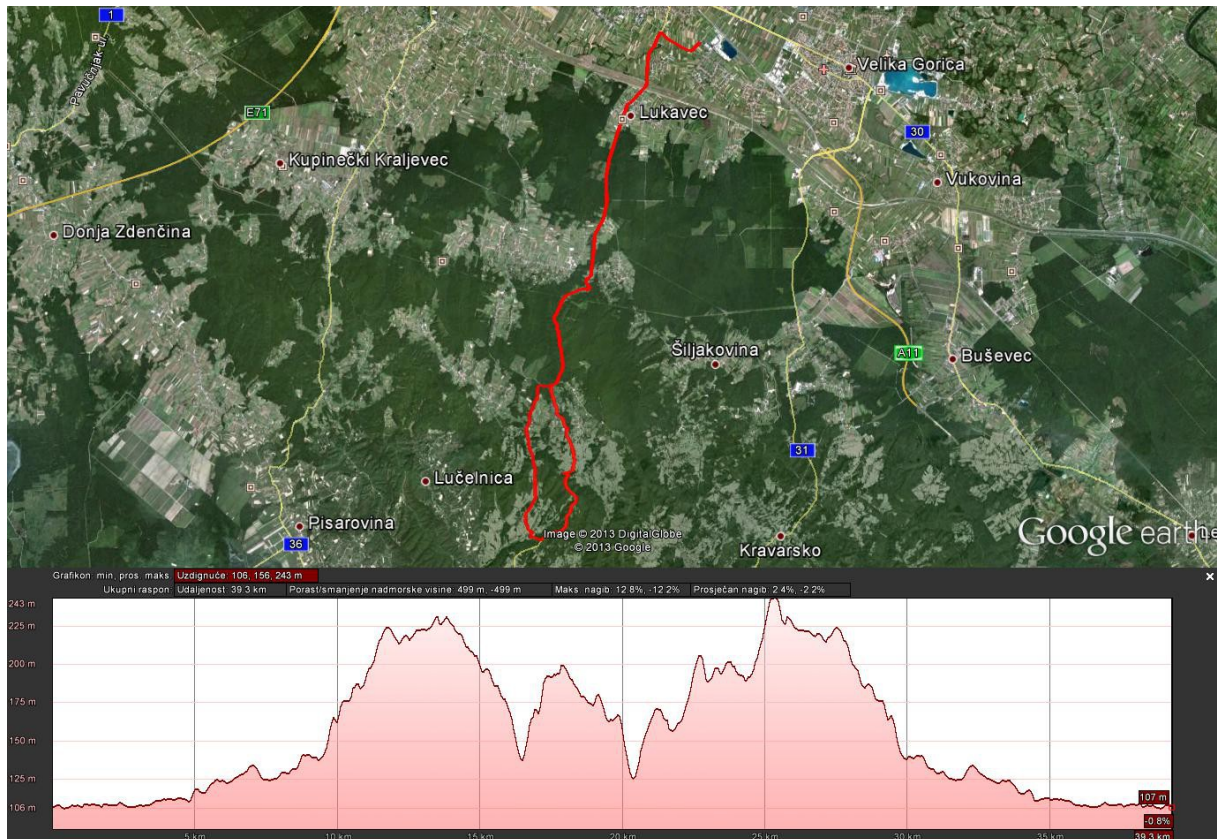 1
Pavučnjak-ul.
Velika Gorica
E71
Lukavec
30
Kupinečki Kraljevec
Vukovina
Donja Zdenčina
Šiljakovina
A11
Buševec
31
Lučelnica
Pisarovina
36
Image © 2013 DigitalGlobe
© 2013 Google
Kravarsko
Google earth
Le
Grafikon: min, pros. maks. Uzdignuće: 106, 156, 243 m
Ukupni raspon: Udaljenost: 39.3 km Porast/smanjenje nadmorske visine: 499 m, -499 m Maks. nagib: 12.8%, -12.2% Prosječan nagib: 2.4%, -2.2%
243 m
225 m
200 m
175 m
150 m
125 m
106 m
107 m
-0.8%
5 km 10 km 15 km 20 km 25 km 30 km 35 km 39.3 km